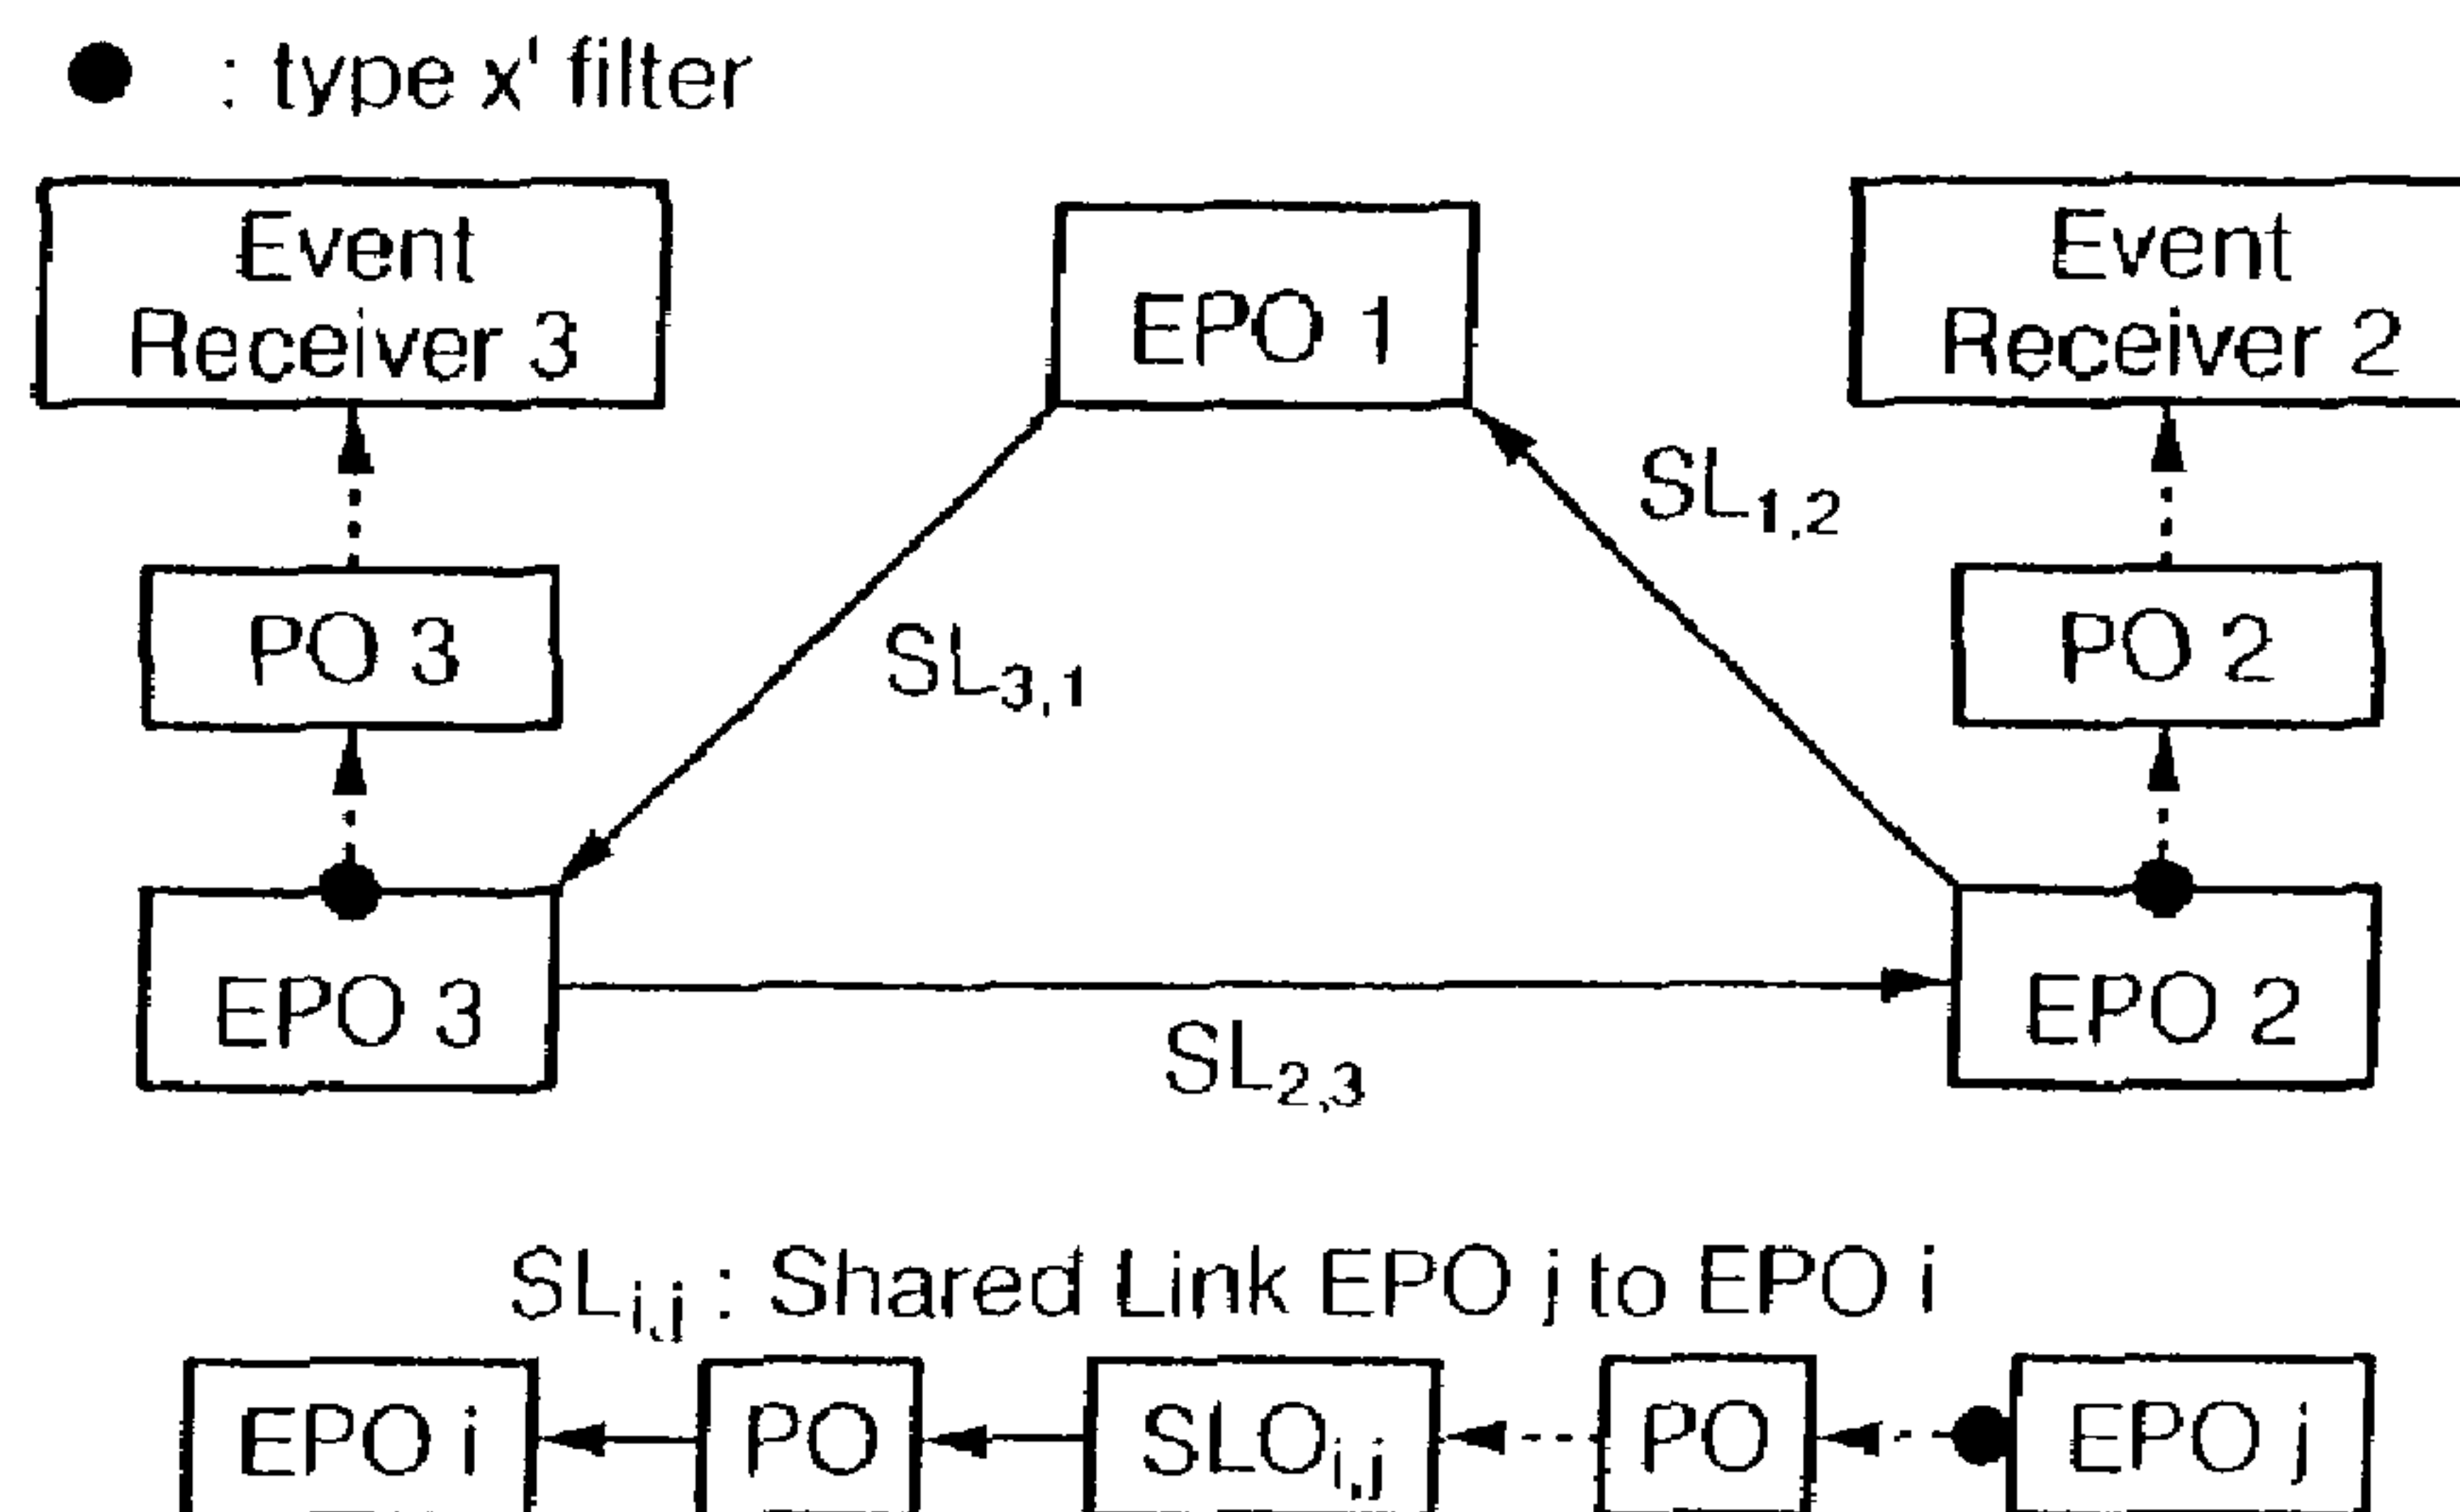 : type x' filter
Event
Receiver 3
EPO 1
Event
Receiver 2
SL1,2
PO 3
SL3,1
PO 2
EPO 3
EPO 2
SL2,3
SLi,j : Shared Link EPO j to EPO i
EPO i
PO
SLOi,j
PO
EPO j